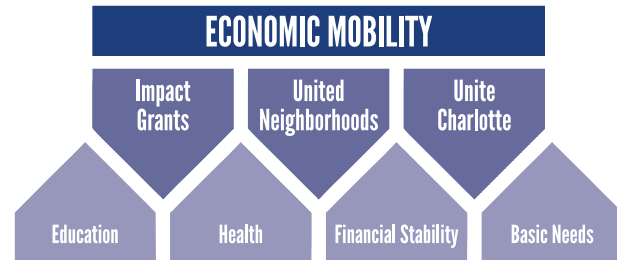 ECONOMIC MOBILITY
Impact
Grants
United
Neighborhoods
Unite
Charlotte
Education
Health
Financial Stability
Basic Needs